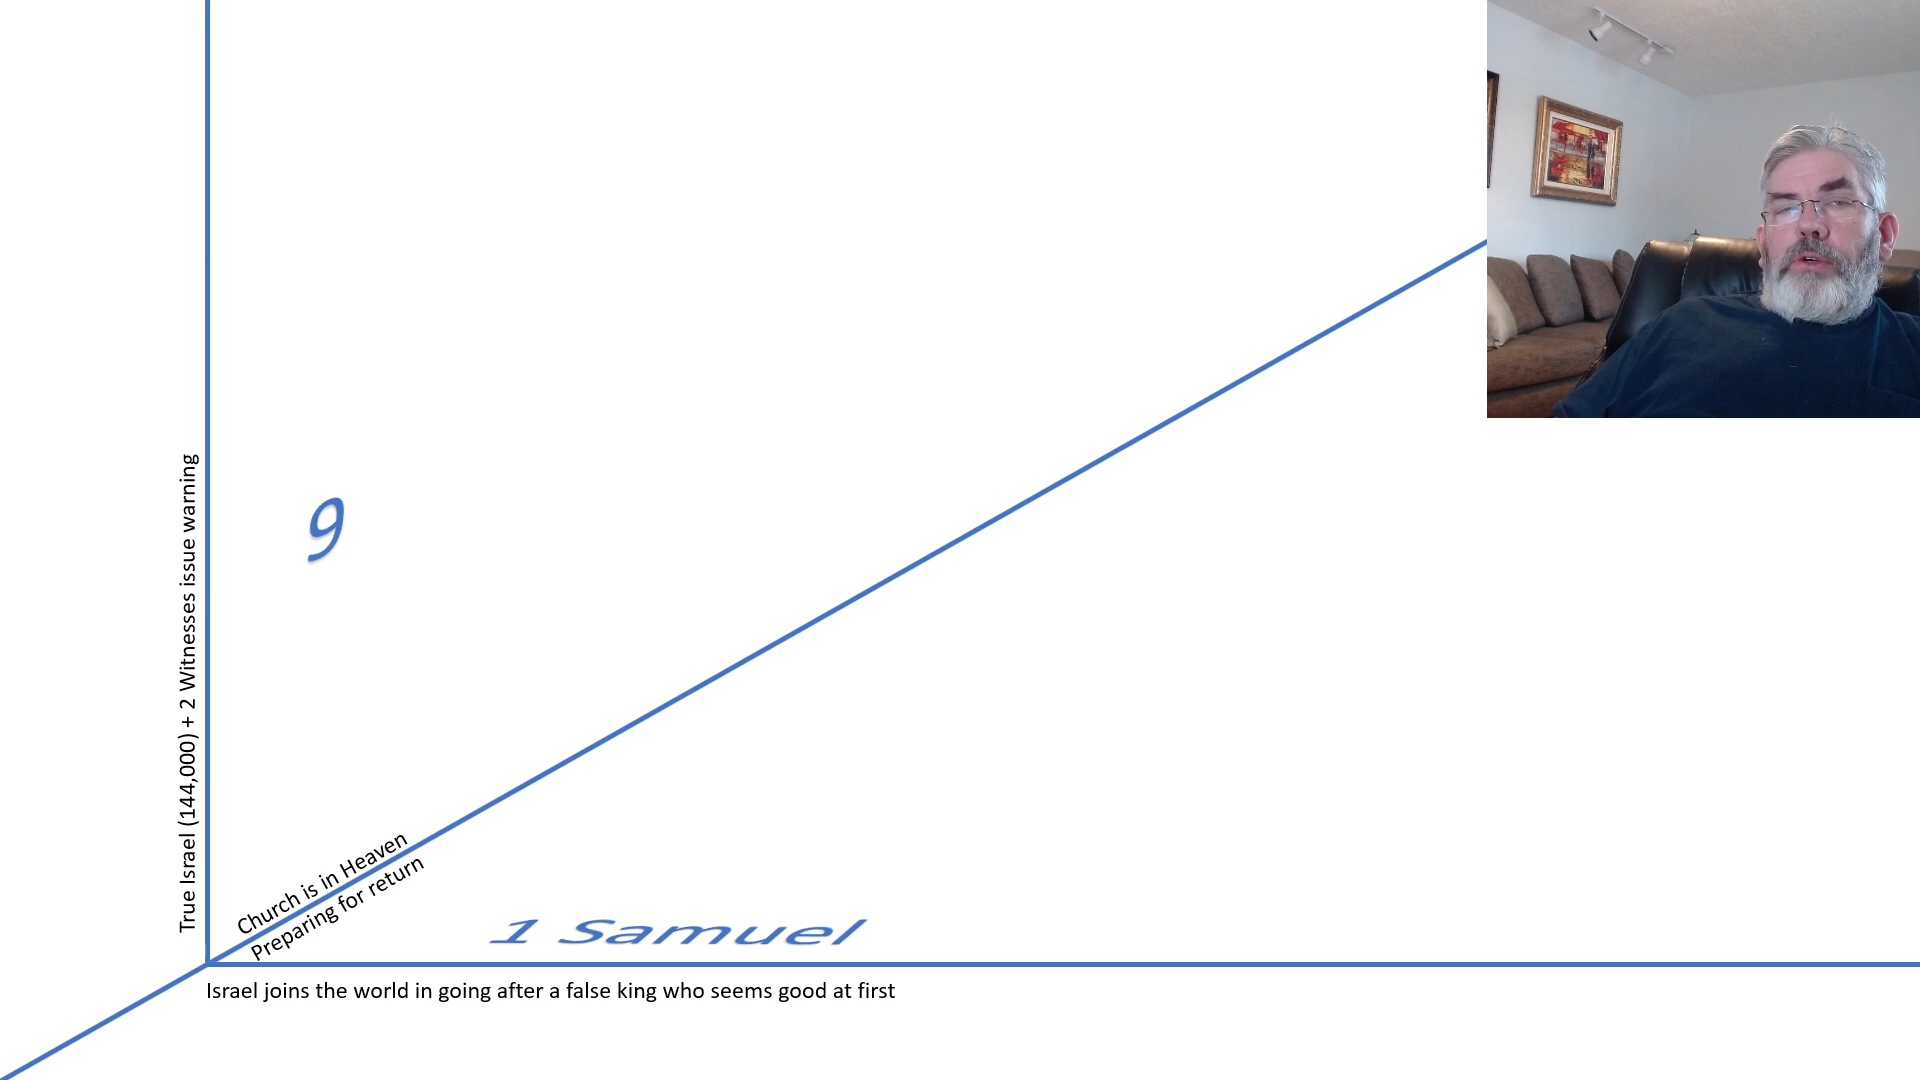 True Israel (144,000) + 2 Witnesses issue warning
9
Church is in Heaven
Preparing for return
1 Samuel
Israel joins the world in going after a false king who seems good at first